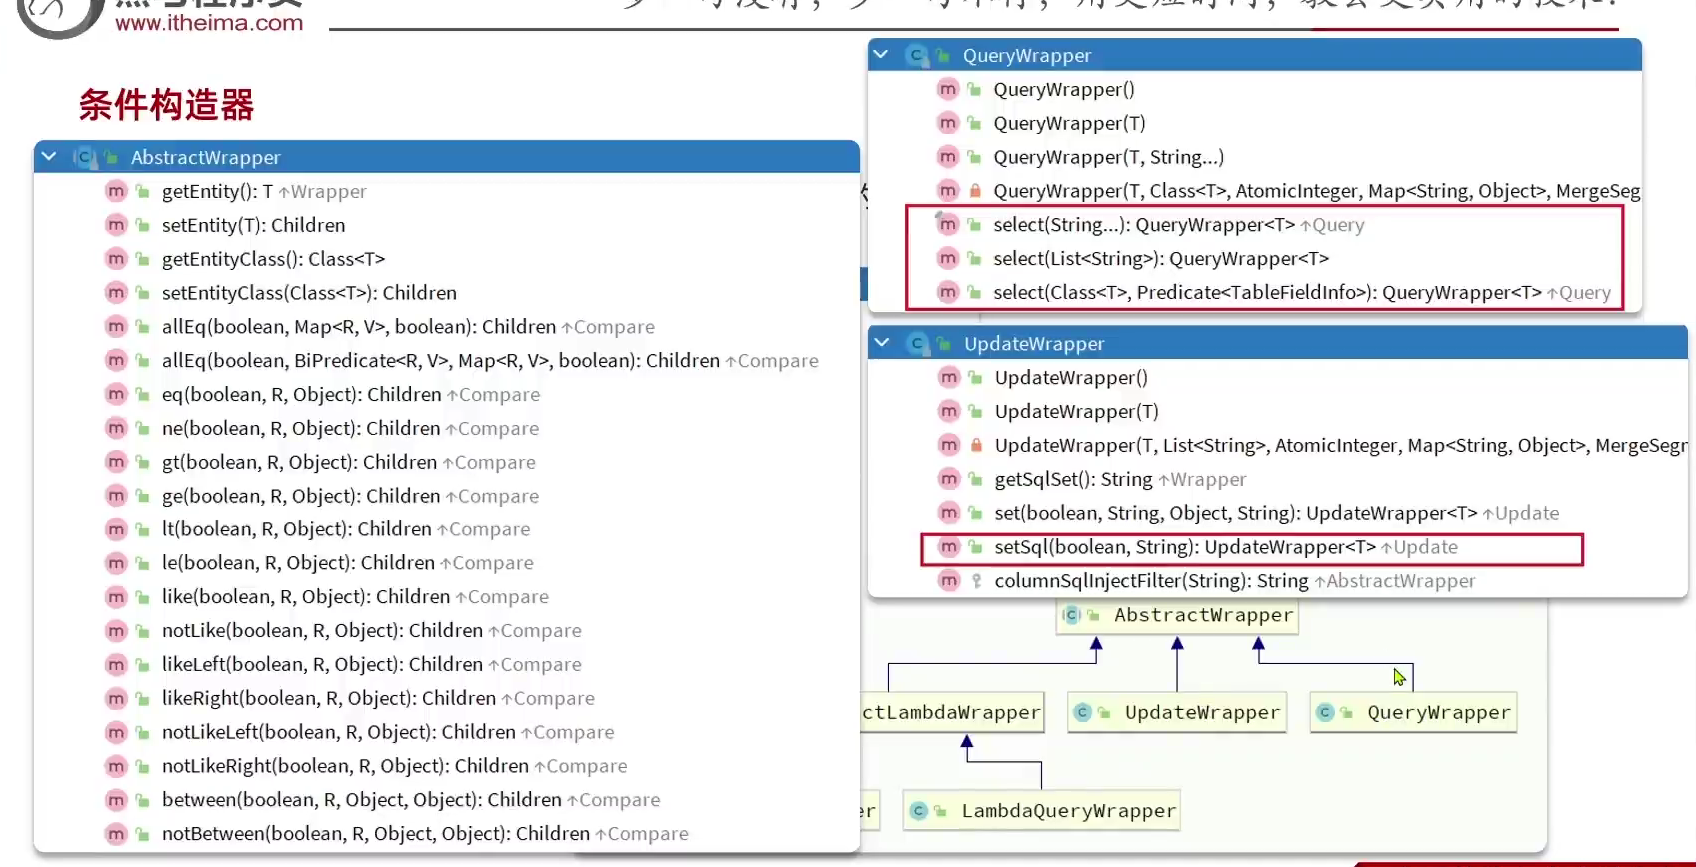 www.itheima.com
条件构造器
AbstractWrapper
getEntity(): T ↑Wrapper
setEntity(T): Children
getEntityClass(): Class<T>
setEntityClass(Class<T>): Children
allEq(boolean, Map<R, V>, boolean): Children ↑Compare
allEq(boolean, BiPredicate<R, V>, Map<R, V>, boolean): Children ↑Compare
eq(boolean, R, Object): Children ↑Compare
ne(boolean, R, Object): Children ↑Compare
gt(boolean, R, Object): Children ↑Compare
ge(boolean, R, Object): Children ↑Compare
lt(boolean, R, Object): Children ↑Compare
le(boolean, R, Object): Children ↑Compare
like(boolean, R, Object): Children ↑Compare
notLike(boolean, R, Object): Children ↑Compare
likeLeft(boolean, R, Object): Children ↑Compare
likeRight(boolean, R, Object): Children ↑Compare
notLikeLeft(boolean, R, Object): Children ↑Compare
notLikeRight(boolean, R, Object): Children ↑Compare
between(boolean, R, Object, Object): Children ↑Compare
notBetween(boolean, R, Object, Object): Children ↑Compare
QueryWrapper
QueryWrapper()
QueryWrapper(T)
QueryWrapper(T, String...)
QueryWrapper(T, Class<T>, AtomicInteger, Map<String, Object>, MergeSeg
select(String...): QueryWrapper<T> ↑Query
select(List<String>): QueryWrapper<T>
select(Class<T>, Predicate<TableFieldInfo>): QueryWrapper<T> ↑Query
UpdateWrapper
UpdateWrapper()
UpdateWrapper(T)
UpdateWrapper(T, List<String>, AtomicInteger, Map<String, Object>, MergeSegr
getSqlSet(): String ↑Wrapper
set(boolean, String, Object, String): UpdateWrapper<T> ↑Update
setSql(boolean, String): UpdateWrapper<T> ↑Update
columnSqlInjectFilter(String): String ↑AbstractWrapper
AbstractWrapper
ctLambdaWrapper
UpdateWrapper
QueryWrapper
er
LambdaQueryWrapper